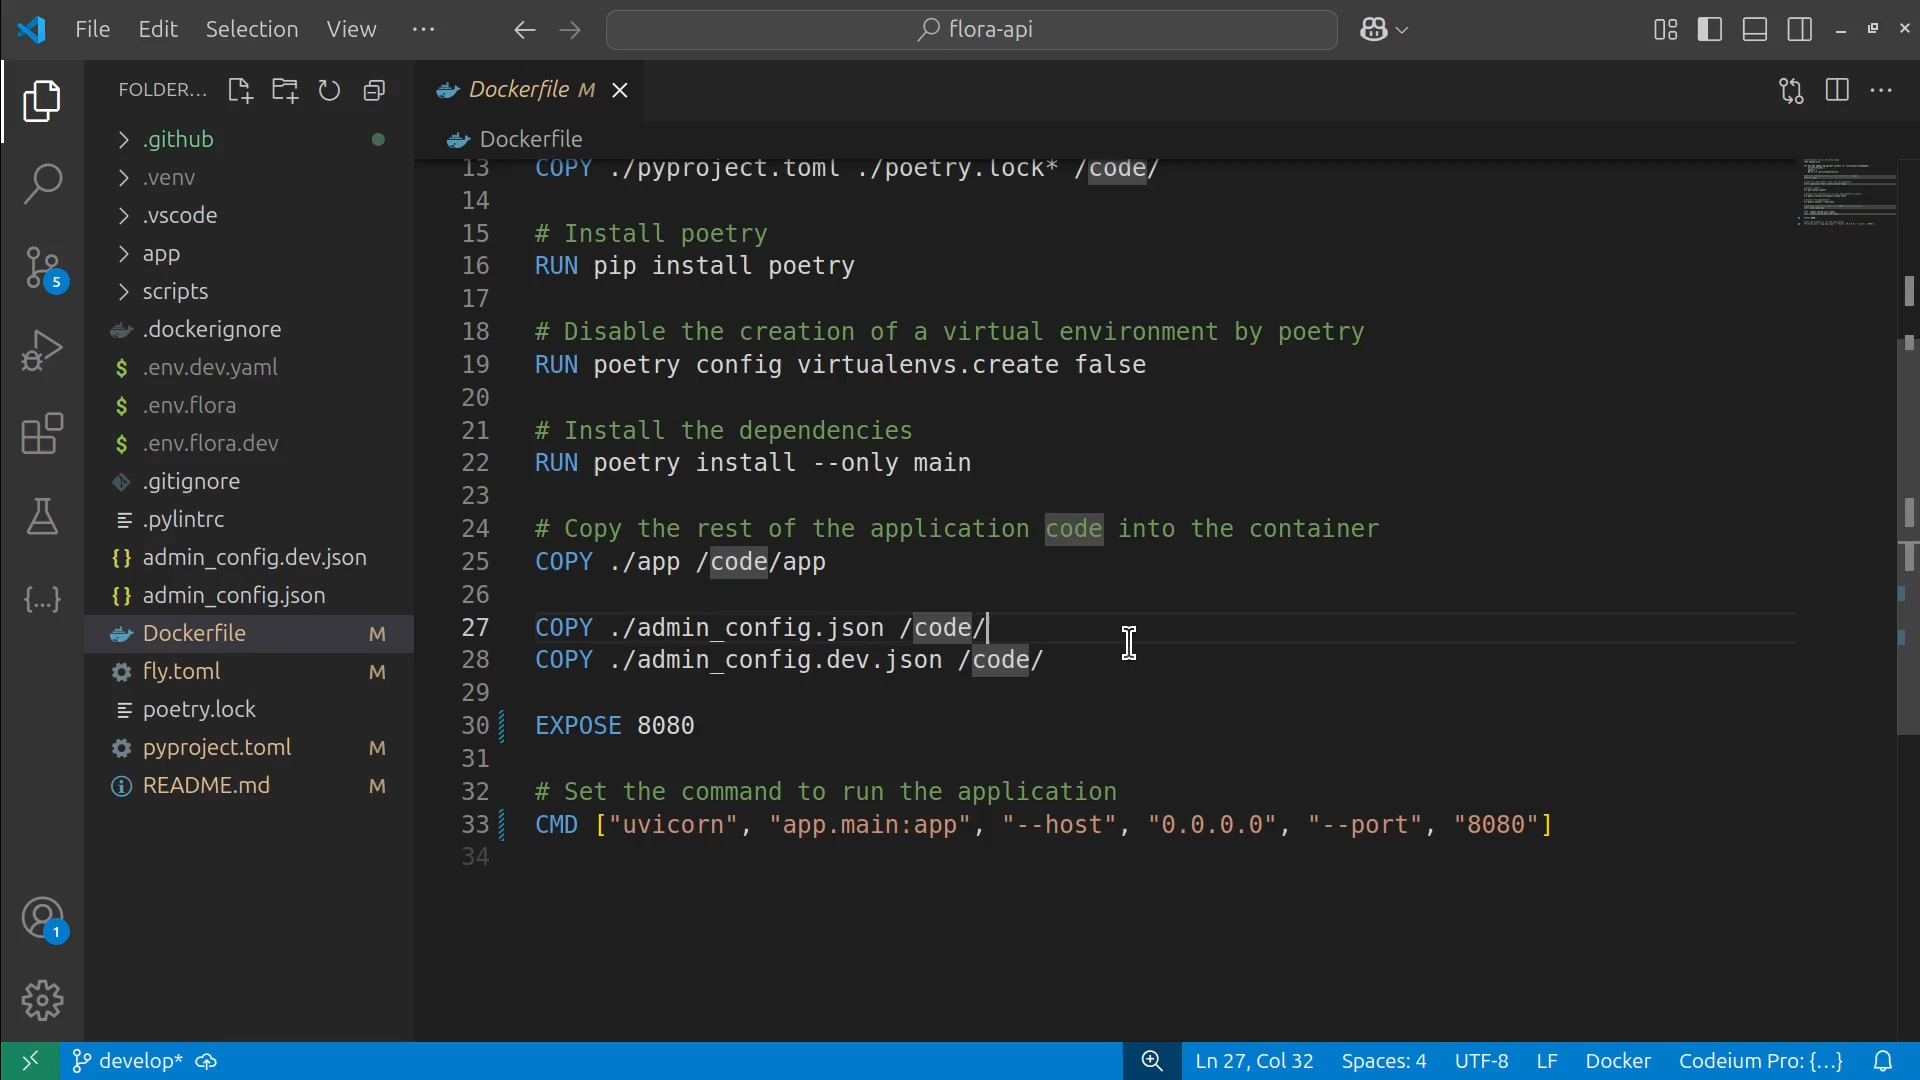 File Edit Selection View ···
flora-api
FOLDER...
.github
.venv
.vscode
app
scripts
.dockerignore
$ .env.dev.yaml
$ .env.flora
$ .env.flora.dev
.gitignore
.pylintrc
{} admin_config.dev.json
{} admin_config.json
Dockerfile M
fly.toml M
poetry.lock
pyproject.toml M
README.md M
5
{...}
1
Dockerfile M
Dockerfile
13 COPY ./pyproject.toml ./poetry.lock* /code/
14
15 # Install poetry
16 RUN pip install poetry
17
18 # Disable the creation of a virtual environment by poetry
19 RUN poetry config virtualenvs.create false
20
21 # Install the dependencies
22 RUN poetry install --only main
23
24 # Copy the rest of the application code into the container
25 COPY ./app /code/app
26
27 COPY ./admin_config.json /code/
28 COPY ./admin_config.dev.json /code/
29
30 EXPOSE 8080
31
32 # Set the command to run the application
33 CMD ["uvicorn", "app.main:app", "--host", "0.0.0.0", "--port", "8080"]
34
develop* Ln 27, Col 32 Spaces: 4 UTF-8 LF Docker Codeium Pro: {...}